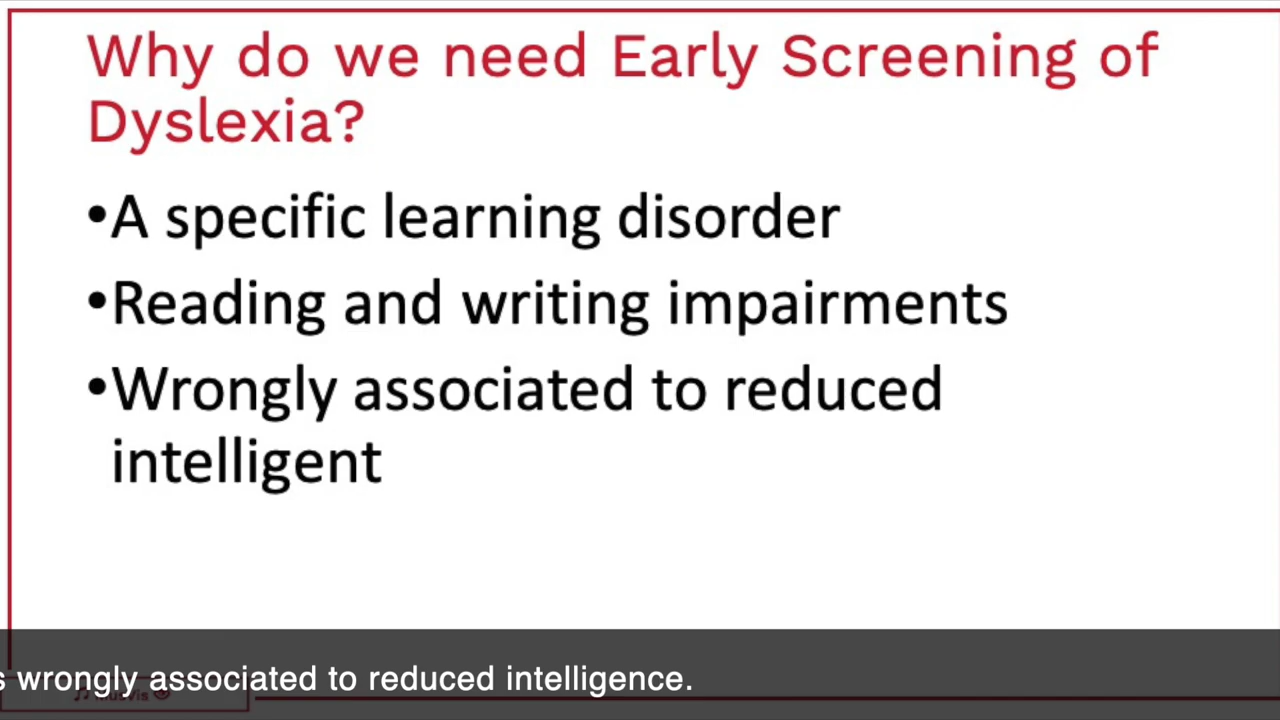 Why do we need Early Screening of
Dyslexia?
•A specific learning disorder
•Reading and writing impairments
•Wrongly associated to reduced
intelligent
s wrongly associated to reduced intelligence.